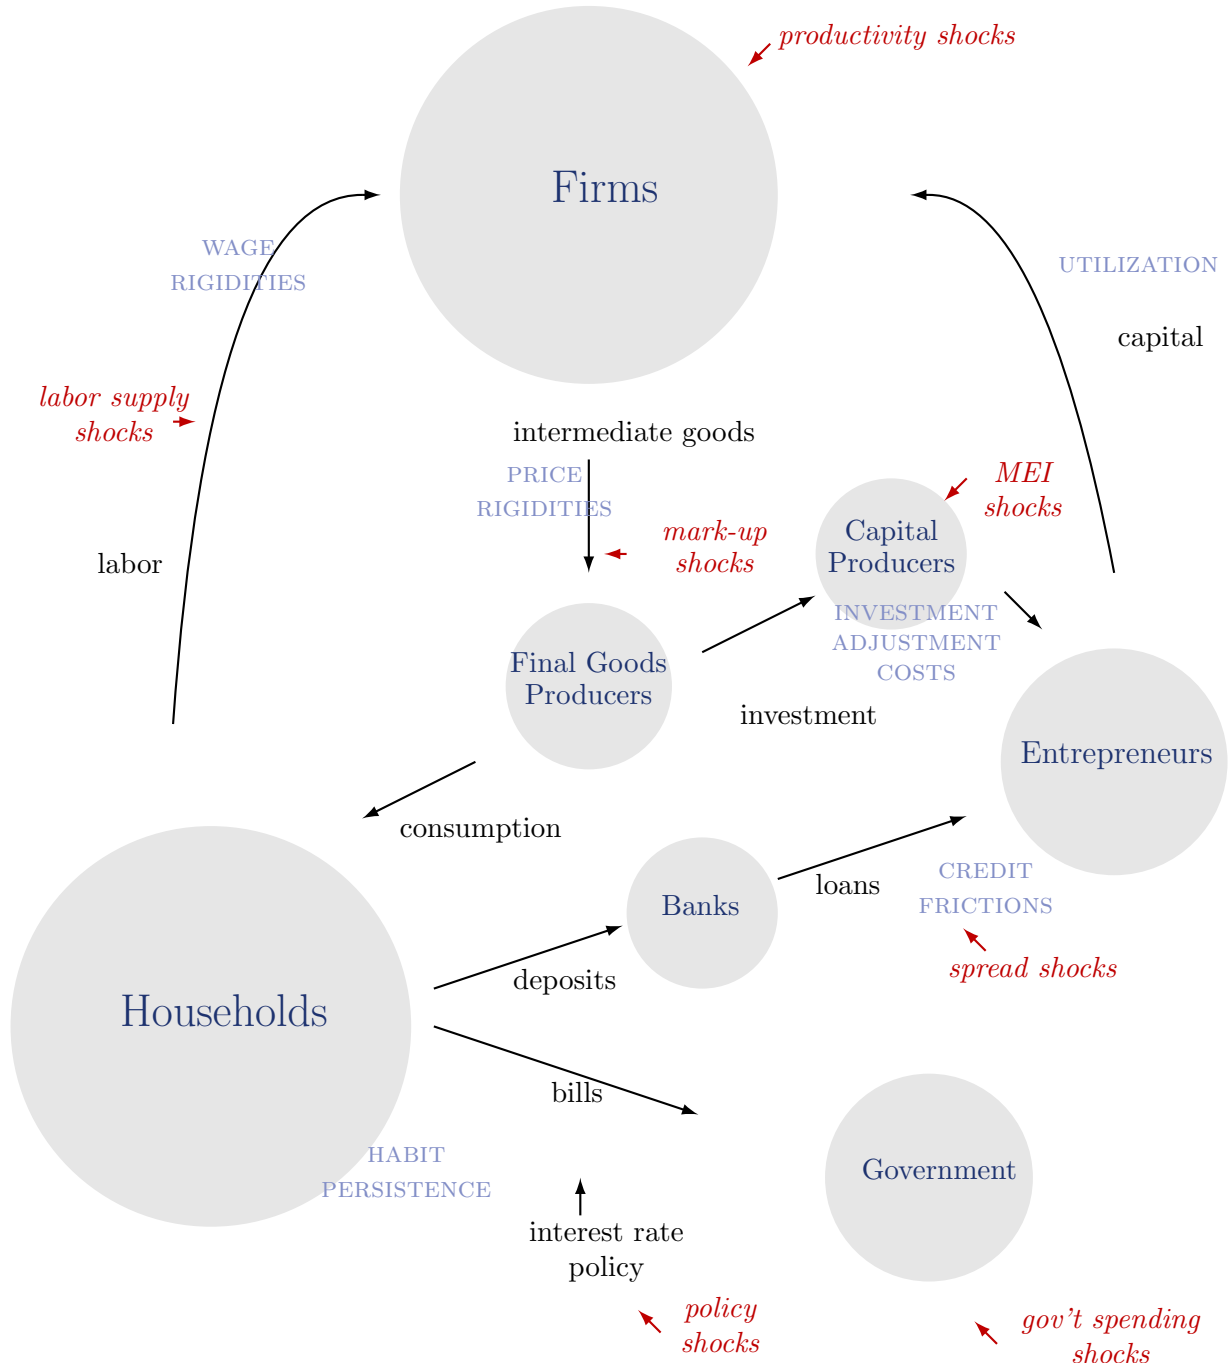 productivity shocks
Firms
WAGE
RIGIDITIES
UTILIZATION
capital
labor supply
shocks
intermediate goods
PRICE
RIGIDITIES
MEI
shocks
mark-up
shocks
Capital
Producers
labor
INVESTMENT
ADJUSTMENT
COSTS
Final Goods
Producers
investment
Entrepreneurs
consumption
loans
CREDIT
FRICTIONS
Banks
deposits
spread shocks
Households
bills
HABIT
PERSISTENCE
Government
interest rate
policy
policy
shocks
gov't spending
shocks